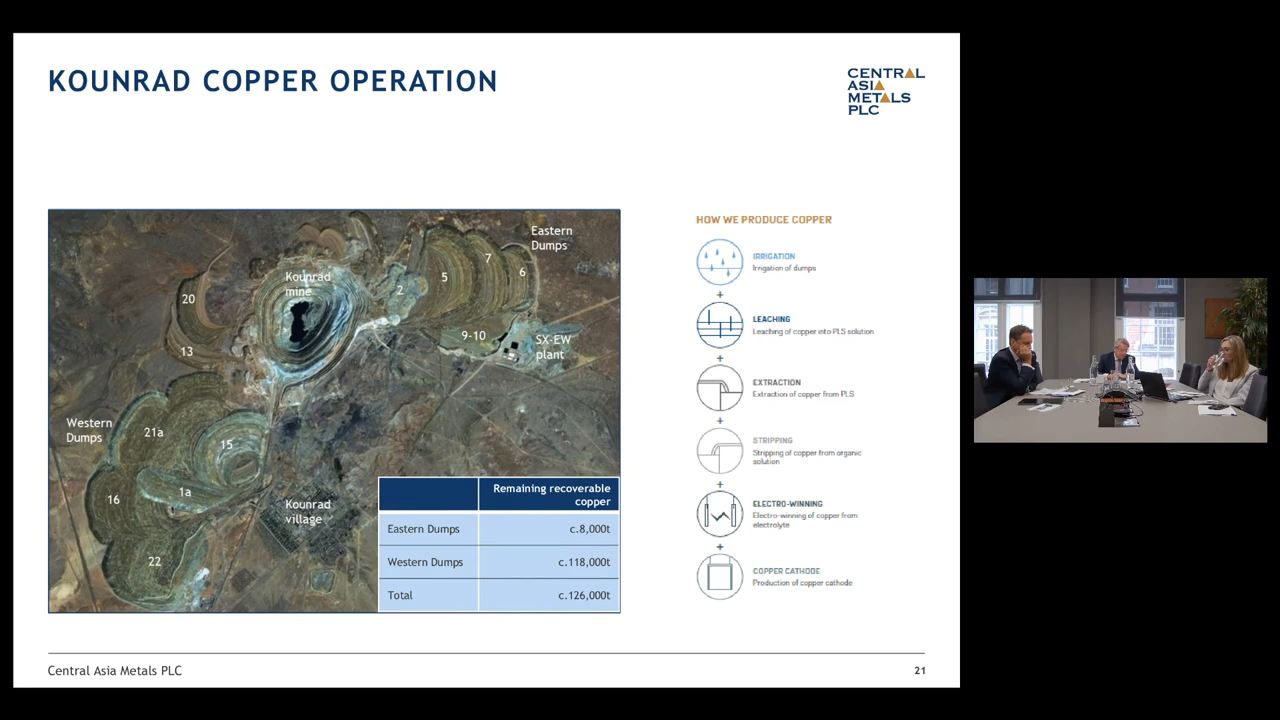 KOUNRAD COPPER OPERATION
CENTRAL
ASIA
METALS
PLC
Eastern
Dumps
Kounrad
mine
5
7
6
2
20
9-10
SX-EW
plant
13
Western
Dumps
21a
15
16
1a
Kounrad
village
22
Remaining recoverable
copper
Eastern Dumps c.8,000t
Western Dumps c.118,000t
Total c.126,000t
HOW WE PRODUCE COPPER
IRRIGATION
Irrigation of dumps
+
LEACHING
Leaching of copper into PLS solution
+
EXTRACTION
Extraction of copper from PLS
+
STRIPPING
Stripping of copper from organic
solution
+
ELECTRO-WINNING
Electro-winning of copper from
electrolyte
+
COPPER CATHODE
Production of copper cathode
Central Asia Metals PLC
21